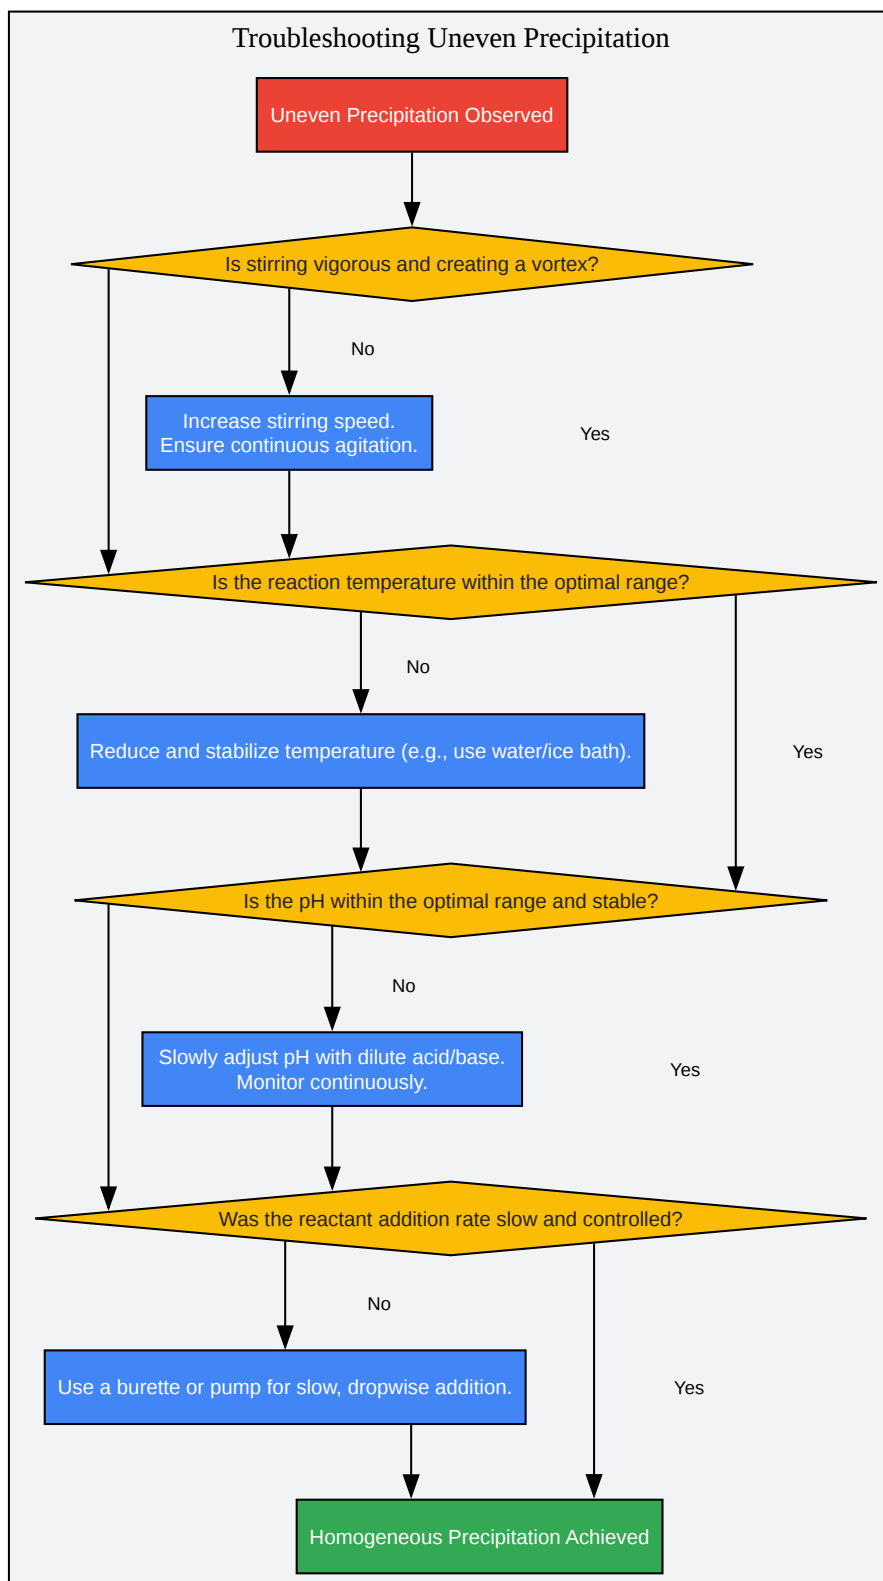 Troubleshooting Uneven Precipitation
Uneven Precipitation Observed
Is stirring vigorous and creating a vortex?
No
Increase stirring speed.
Ensure continuous agitation.
Yes
Is the reaction temperature within the optimal range?
No
Reduce and stabilize temperature (e.g., use water/ice bath).
Yes
Is the pH within the optimal range and stable?
No
Slowly adjust pH with dilute acid/base.
Monitor continuously.
Yes
Was the reactant addition rate slow and controlled?
No
Use a burette or pump for slow, dropwise addition.
Yes
Homogeneous Precipitation Achieved